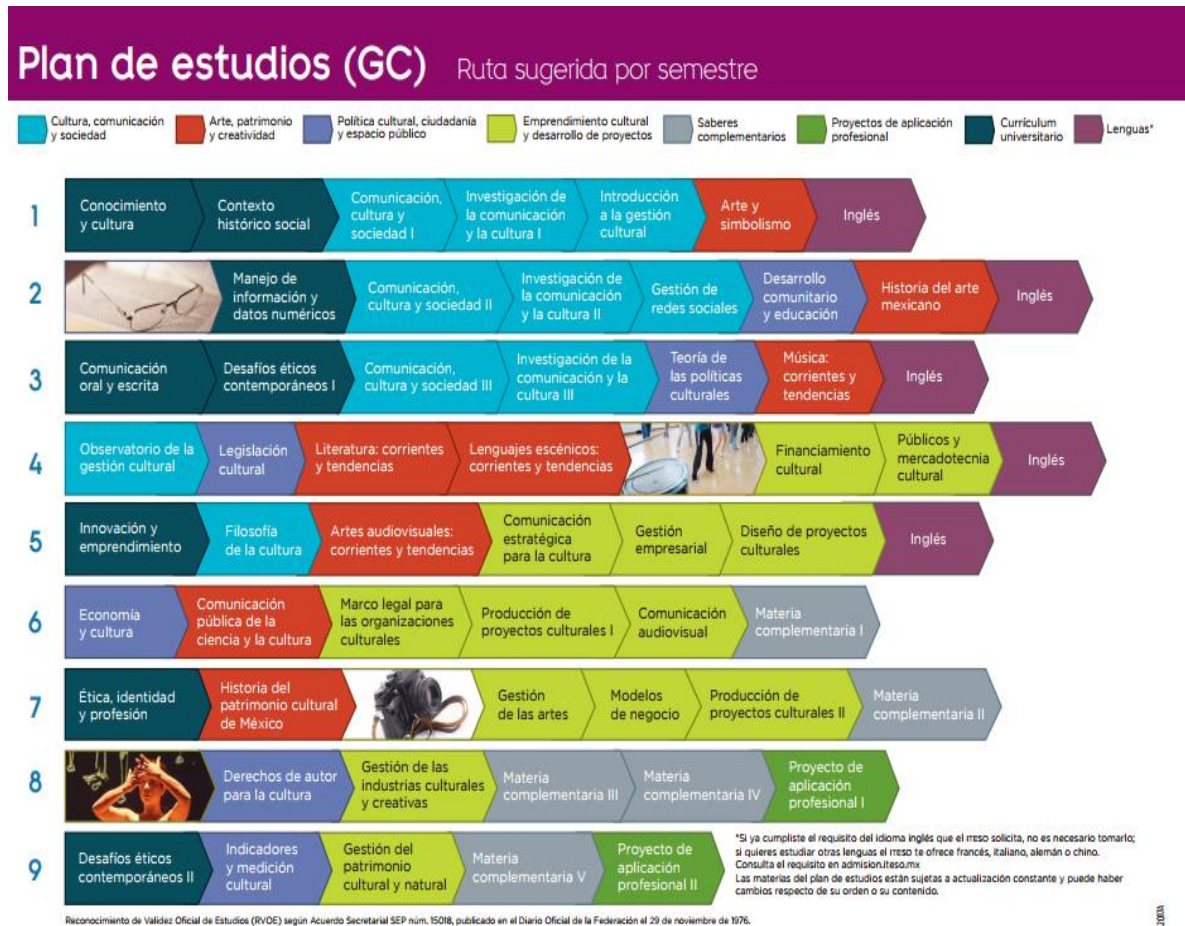 Plan de estudios (GC) Ruta sugerida por semestre
Cultura, comunicación
y sociedad
Arte, patrimonio
y creatividad
Política cultural, ciudadanía
y espacio público
Emprendimiento cultural
y desarrollo de proyectos
Saberes
complementarios
Proyectos de aplicación
profesional
Currículum
universitario
Lenguas*
1
Conocimiento
y cultura
Contexto
histórico social
Comunicación,
cultura y
sociedad I
Investigación de
la comunicación
y la cultura I
Introducción
a la gestión
cultural
Arte y
simbolismo
Inglés
2
Manejo de
información y
datos numéricos
Comunicación,
cultura y sociedad II
Investigación de
la comunicación
y la cultura II
Gestión de
redes sociales
Desarrollo
comunitario
y educación
Historia del arte
mexicano
Inglés
3
Comunicación
oral y escrita
Desafíos éticos
contemporáneos I
Comunicación,
cultura y sociedad III
Investigación de la
comunicación y la
cultura III
Teoría de
las políticas
culturales
Música:
corrientes y
tendencias
Inglés
4
Observatorio de la
gestión cultural
Legislación
cultural
Literatura: corrientes
y tendencias
Lenguajes escénicos:
corrientes y tendencias
Financiamiento
cultural
Públicos y
mercadotecnia
cultural
Inglés
5
Innovación y
emprendimiento
Filosofía
de la cultura
Artes audiovisuales:
corrientes y tendencias
Comunicación
estratégica
para la cultura
Gestión
empresarial
Diseño de proyectos
culturales
Inglés
6
Economía
y cultura
Comunicación
pública de la
ciencia y la cultura
Marco legal para
las organizaciones
culturales
Producción de
proyectos culturales I
Comunicación
audiovisual
Materia
complementaria I
7
Ética, identidad
y profesión
Historia del
patrimonio cultural
de México
Gestión
de las artes
Modelos
de negocio
Producción de
proyectos culturales II
Materia
complementaria II
8
Derechos de autor
para la cultura
Gestión de las
industrias culturales
y creativas
Materia
complementaria III
Materia
complementaria IV
Proyecto de
aplicación
profesional I
9
Desafíos éticos
contemporáneos II
Indicadores
y medición
cultural
Gestión del
patrimonio
cultural y natural
Materia
complementaria V
Proyecto de
aplicación
profesional II
*Si ya cumpliste el requisito del idioma inglés que el ITESO solicita, no es necesario tomarlo;
si quieres estudiar otras lenguas el ITESO te ofrece francés, italiano, alemán o chino.
Consulta el requisito en admision.iteso.mx
Las materias del plan de estudios están sujetas a actualización constante y puede haber
cambios respecto de su orden o su contenido.
Reconocimiento de Validez Oficial de Estudios (RVOE) según Acuerdo Secretarial SEP núm. 15018, publicado en el Diario Oficial de la Federación el 29 de noviembre de 1976.